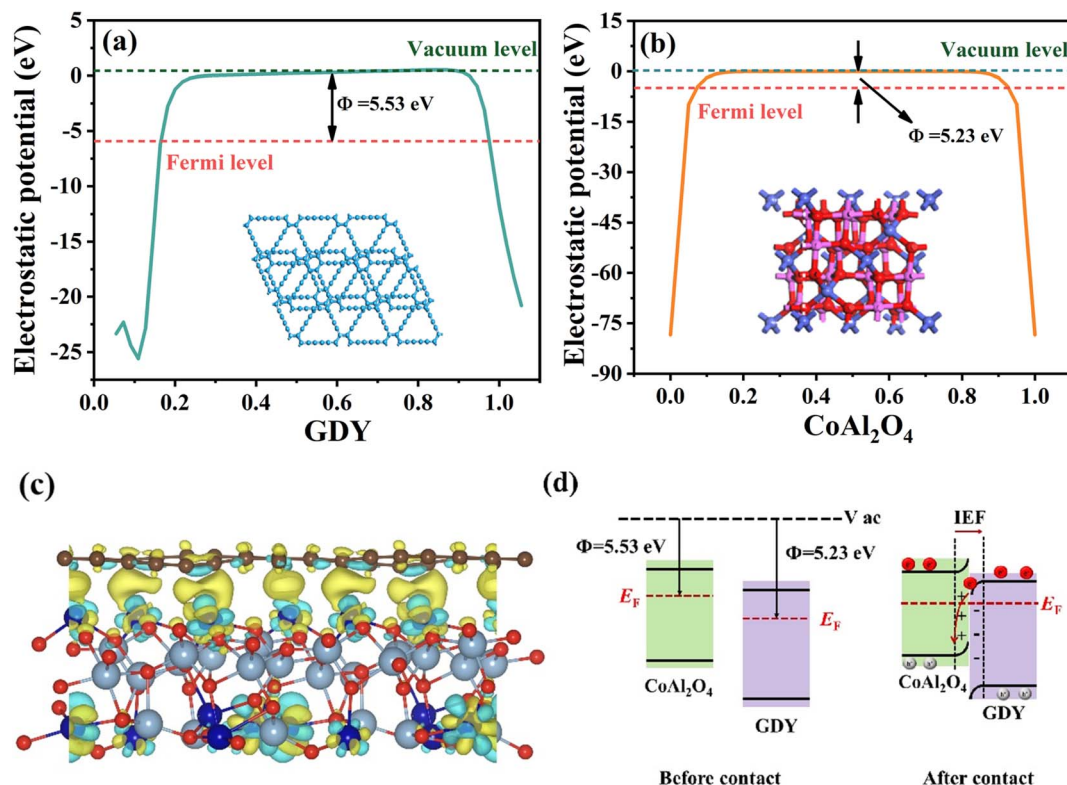 (a)
Electrostatic potential (eV)
5
0
-5
-10
-15
-20
-25
Vacuum level
Φ =5.53 eV
Fermi level
0.0 0.2 0.4 0.6 0.8 1.0
GDY
(b)
Electrostatic potential (eV)
15
0
-15
-30
-45
-60
-75
-90
Vacuum level
Fermi level
Φ =5.23 eV
0.0 0.2 0.4 0.6 0.8 1.0
CoAl₂O₄
(c)
(d)
V ac
Φ=5.53 eV
Φ=5.23 eV
E_F
E_F
CoAl₂O₄
GDY
Before contact
IEF
e⁻ e⁻ e⁻ e⁻ e⁻
+
+
+
-
-
-
E_F
h⁺ h⁺
CoAl₂O₄
h⁺ h⁺
GDY
After contact